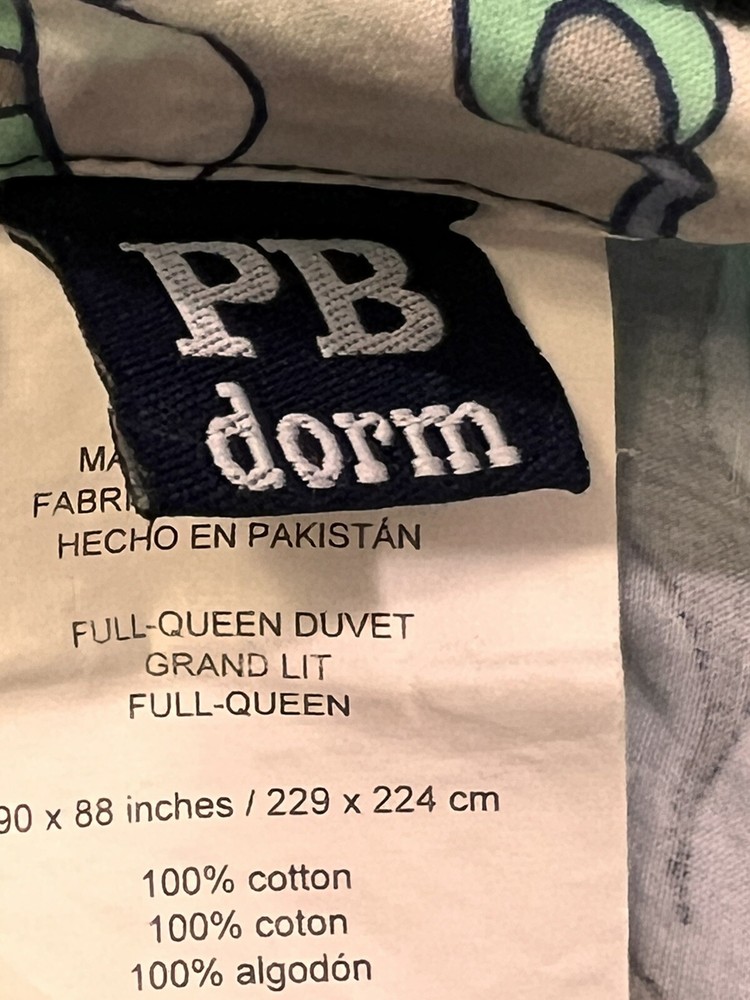 PB
dorm
HECHO EN PAKISTÁN
FULL-QUEEN DUVET
GRAND LIT
FULL-QUEEN
90 x 88 inches / 229 x 224 cm
100% cotton
100% coton
100% algodón